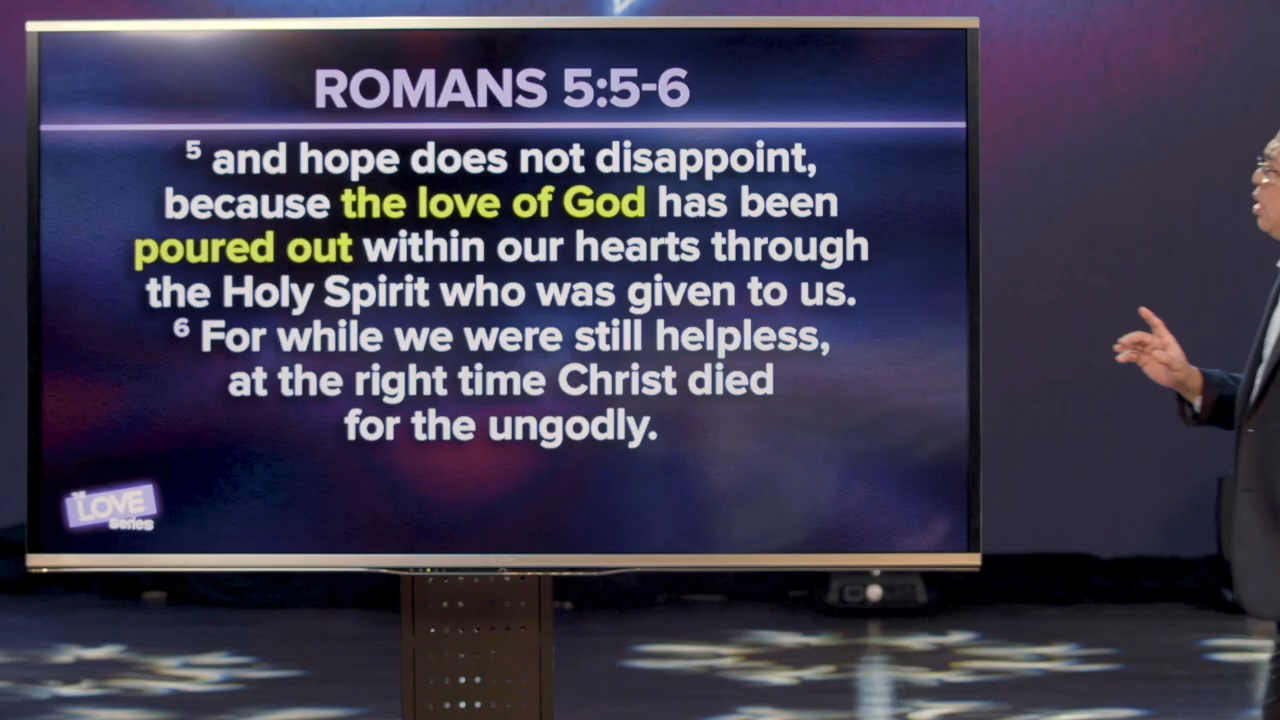 ROMANS 5:5-6
5 and hope does not disappoint,
because the love of God has been
poured out within our hearts through
the Holy Spirit who was given to us.
6 For while we were still helpless,
at the right time Christ died
for the ungodly.
THE
LOVE
series